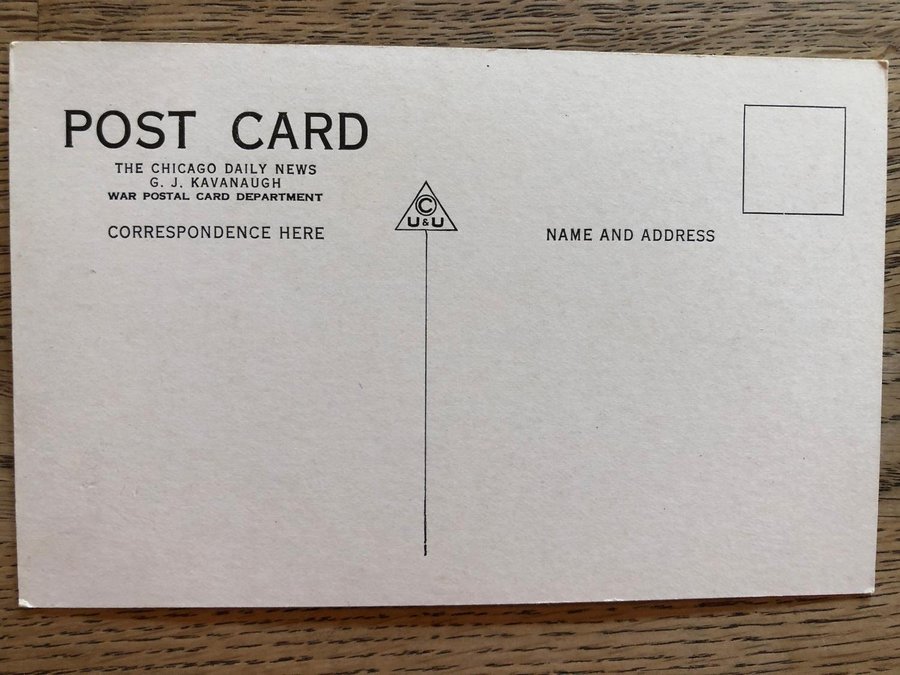 POST CARD
THE CHICAGO DAILY NEWS
G. J. KAVANAUGH
WAR POSTAL CARD DEPARTMENT
CORRESPONDENCE HERE
C
U & U
NAME AND ADDRESS